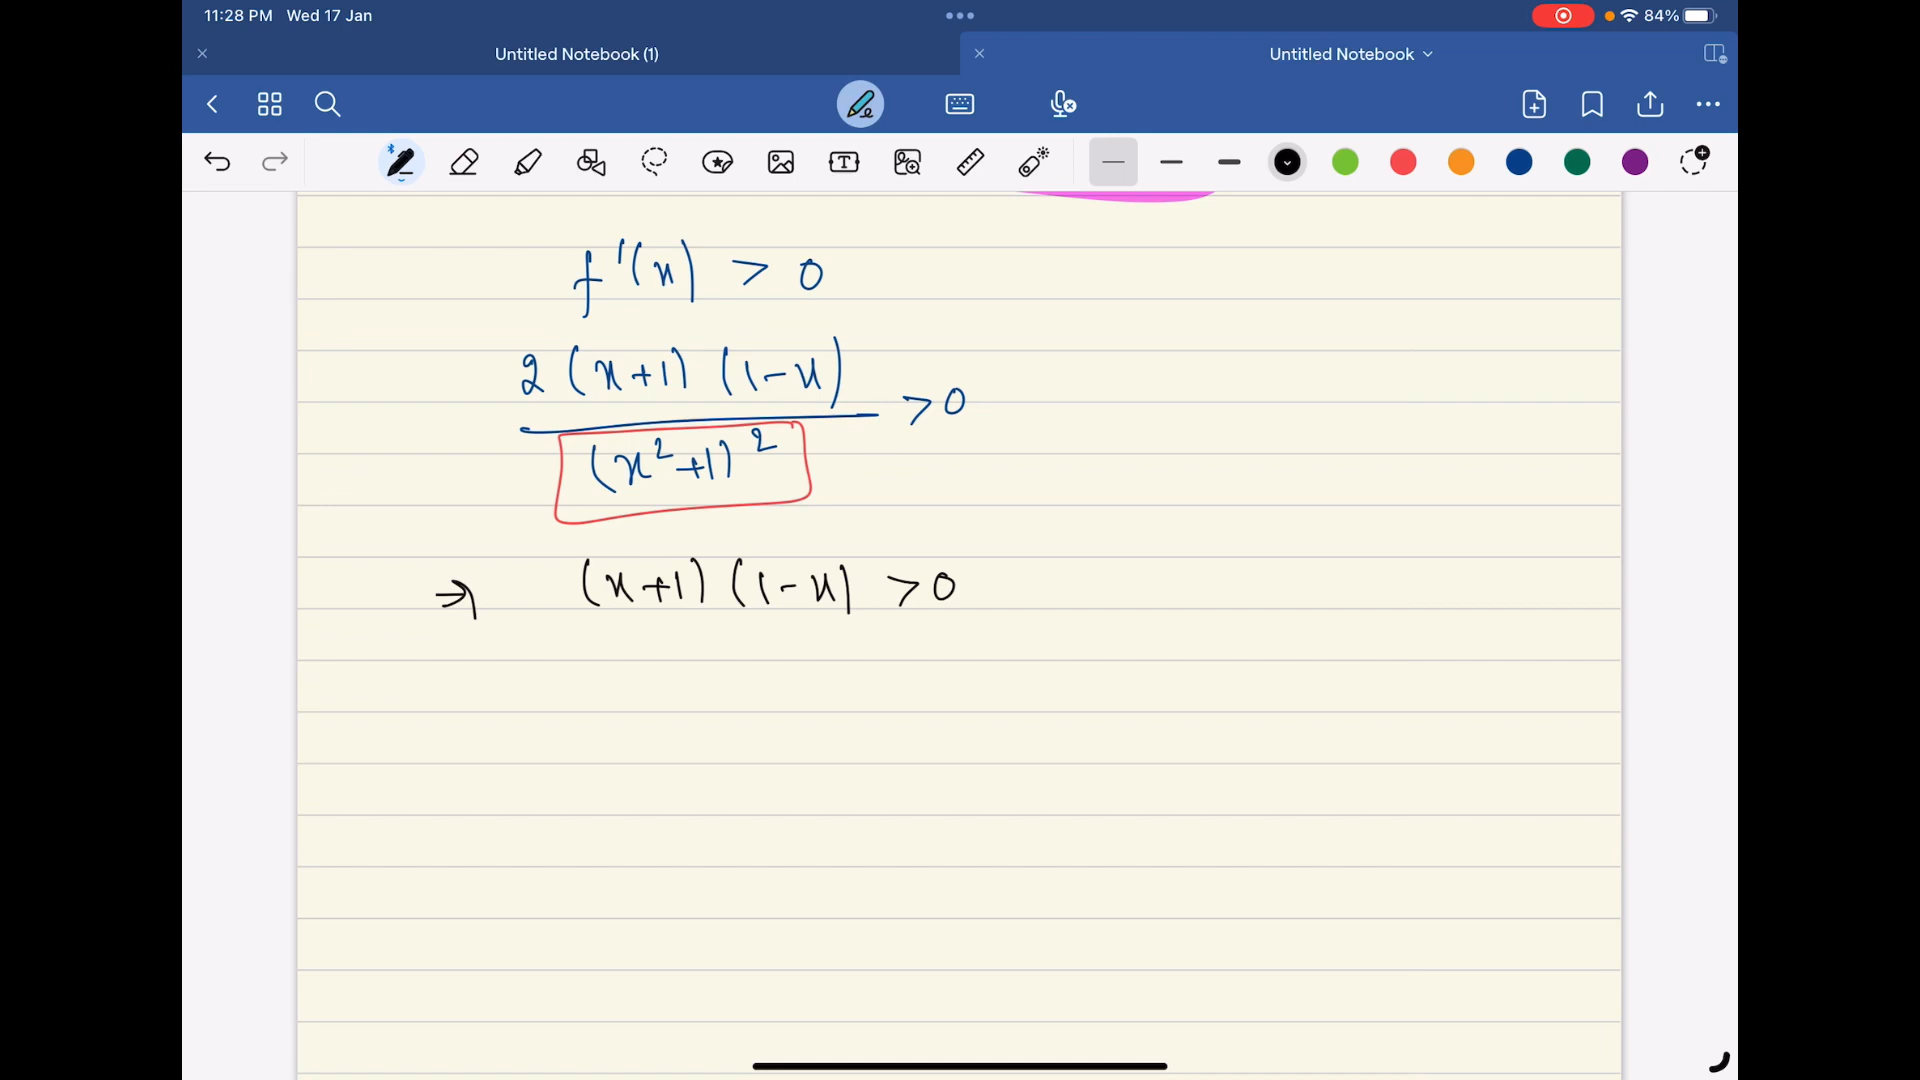 11:28 PM Wed 17 Jan
84%
Untitled Notebook (1)
Untitled Notebook
f'(x) > 0
2 (x+1) (1-x)
> 0
(x²+1)²
⇒ (x+1) (1-x) > 0